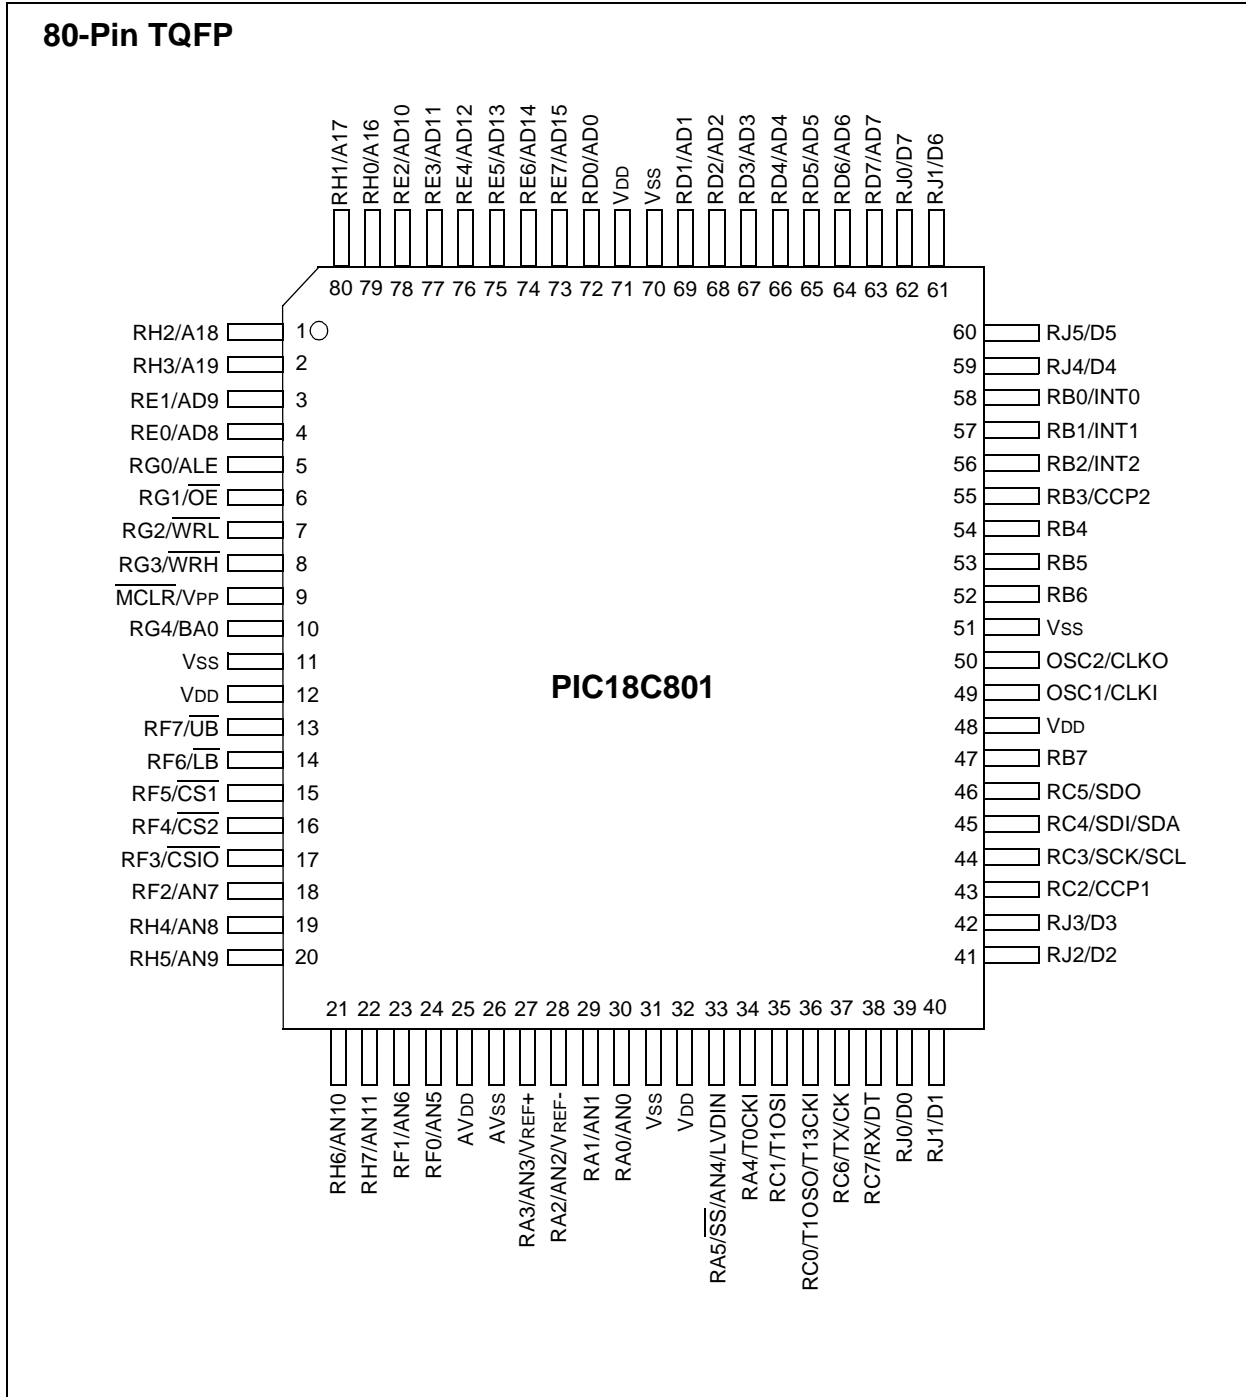 80-Pin TQFP
RH1/A17
RH0/A16
RE2/AD10
RE3/AD11
RE4/AD12
RE5/AD13
RE6/AD14
RE7/AD15
RD0/AD0
VDD
VSS
RD1/AD1
RD2/AD2
RD3/AD3
RD4/AD4
RD5/AD5
RD6/AD6
RD7/AD7
RJ0/D7
RJ1/D6
80 79 78 77 76 75 74 73 72 71 70 69 68 67 66 65 64 63 62 61
RH2/A18 1 60 RJ5/D5
RH3/A19 2 59 RJ4/D4
RE1/AD9 3 58 RB0/INT0
RE0/AD8 4 57 RB1/INT1
RG0/ALE 5 56 RB2/INT2
RG1/O̅E̅ 6 55 RB3/CCP2
RG2/W̅R̅L̅ 7 54 RB4
RG3/W̅R̅H̅ 8 53 RB5
M̅C̅L̅R̅/VPP 9 52 RB6
RG4/BA0 10 51 VSS
VSS 11 50 OSC2/CLKO
VDD 12 49 OSC1/CLKI
PIC18C801
RF7/U̅B̅ 13 48 VDD
RF6/L̅B̅ 14 47 RB7
RF5/C̅S̅1̅ 15 46 RC5/SDO
RF4/C̅S̅2̅ 16 45 RC4/SDI/SDA
RF3/C̅S̅I̅O̅ 17 44 RC3/SCK/SCL
RF2/AN7 18 43 RC2/CCP1
RH4/AN8 19 42 RJ3/D3
RH5/AN9 20 41 RJ2/D2
21 22 23 24 25 26 27 28 29 30 31 32 33 34 35 36 37 38 39 40
RH6/AN10
RH7/AN11
RF1/AN6
RF0/AN5
AVDD
AVSS
RA3/AN3/VREF+
RA2/AN2/VREF-
RA1/AN1
RA0/AN0
VSS
VDD
RA5/S̅S̅/AN4/LVDIN
RA4/T0CKI
RC1/T1OSI
RC0/T1OSO/T13CKI
RC6/TX/CK
RC7/RX/DT
RJ0/D0
RJ1/D1